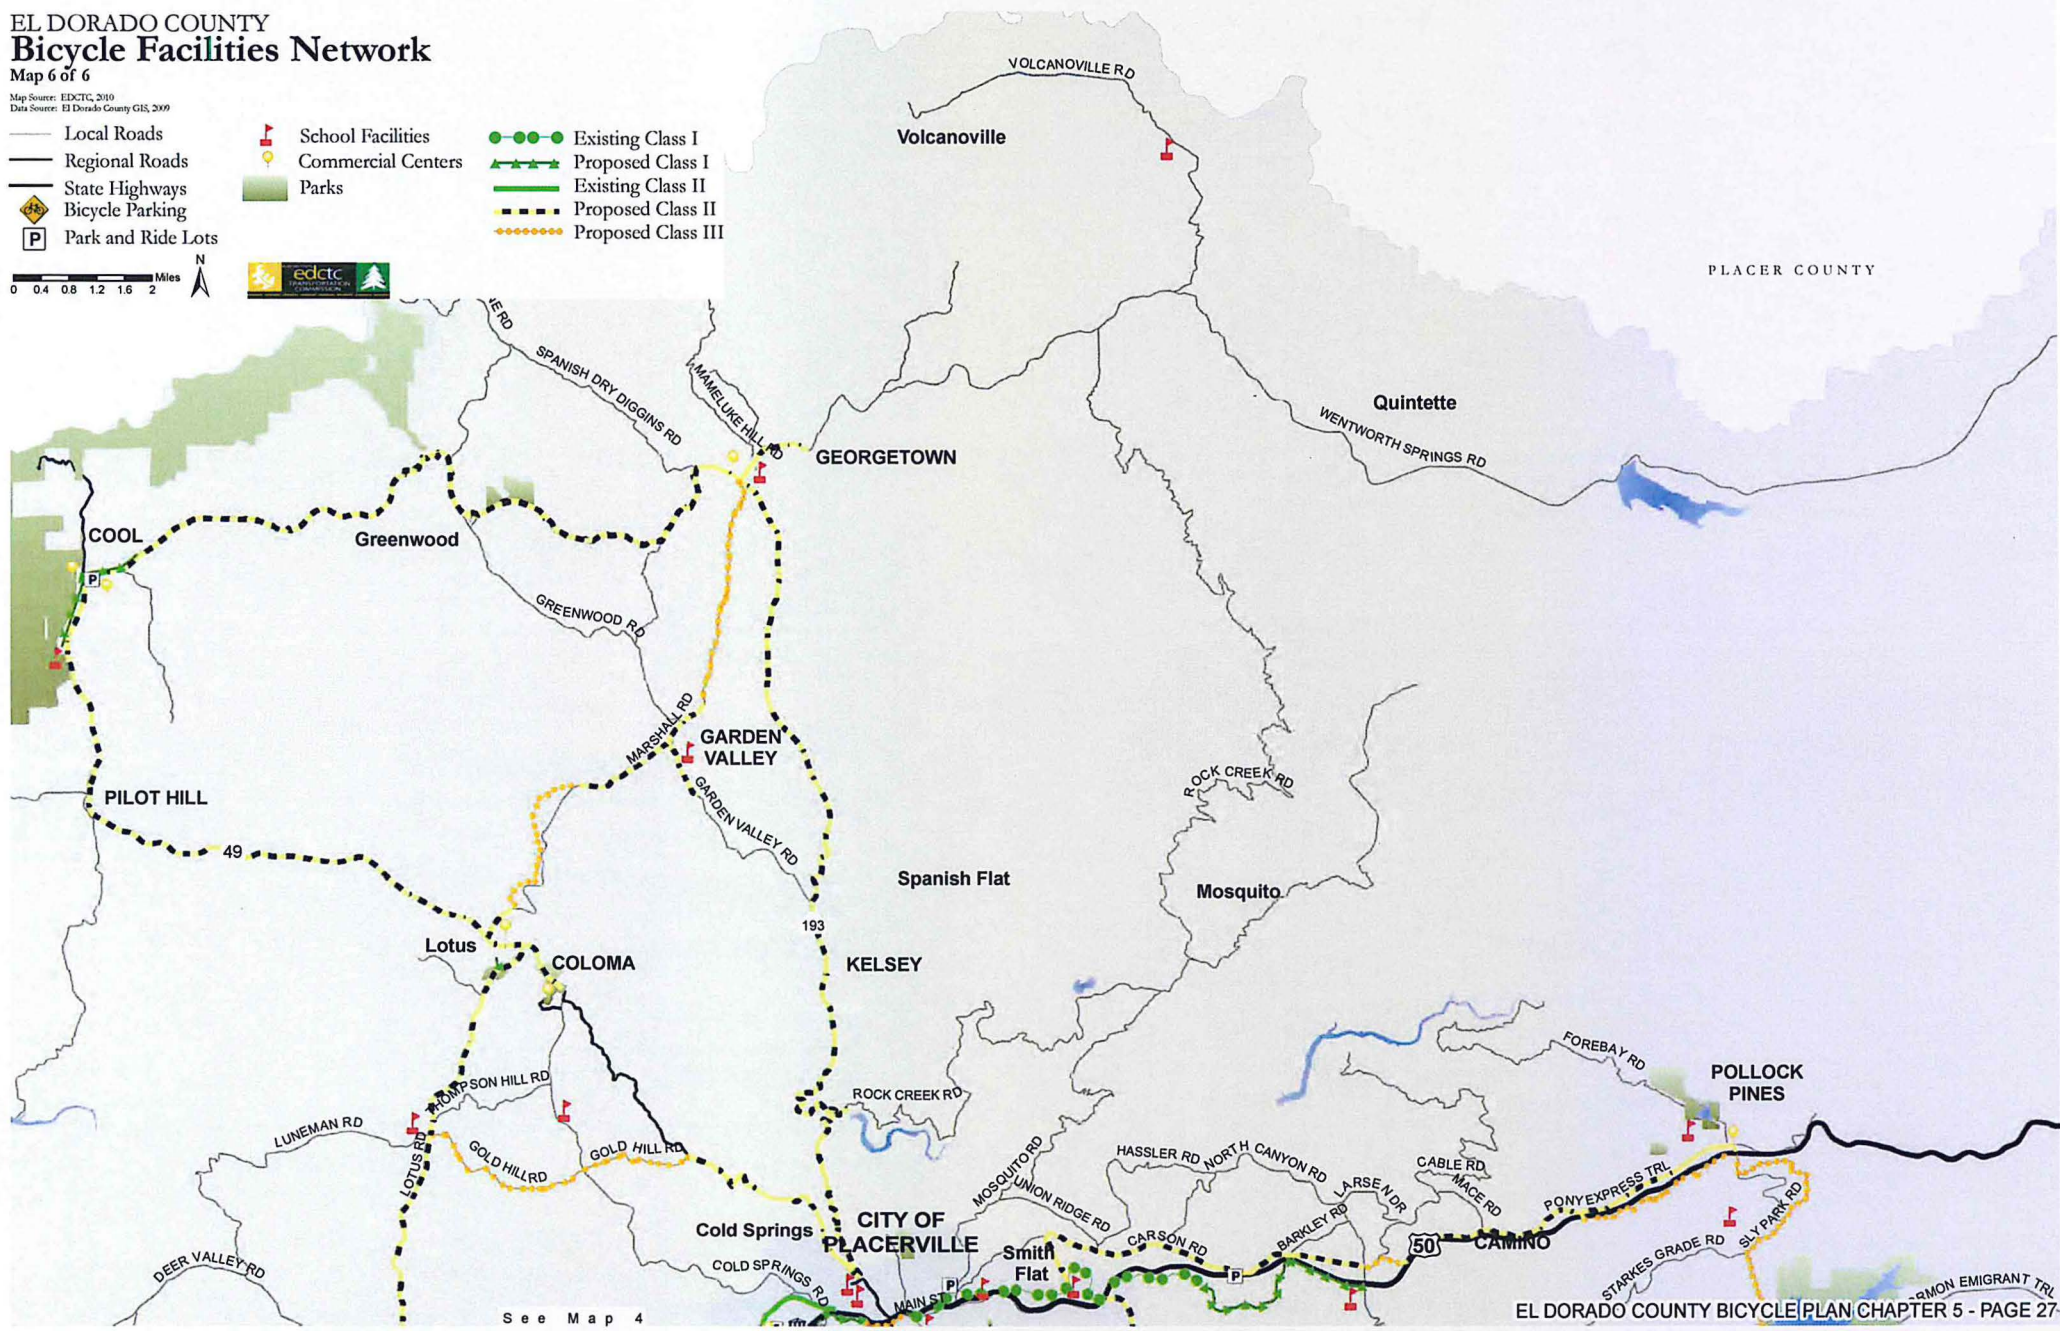 EL DORADO COUNTY
Bicycle Facilities Network
Map 6 of 6
Map Source: EDCTC, 2010
Data Source: El Dorado County GIS, 2009
Local Roads
Regional Roads
State Highways
Bicycle Parking
P Park and Ride Lots
School Facilities
Commercial Centers
Parks
Existing Class I
Proposed Class I
Existing Class II
Proposed Class II
Proposed Class III
0 0.4 0.8 1.2 1.6 2 Miles
N
edctc
TRANSPORTATION
COMMISSION
VOLCANOVILLE RD
Volcanoville
PLACER COUNTY
NE RD
SPANISH DRY DIGGINS RD
MAMELUKE HILL RD
GEORGETOWN
Quintette
WENTWORTH SPRINGS RD
COOL
P
Greenwood
GREENWOOD RD
MARSHALL RD
GARDEN
VALLEY
GARDEN VALLEY RD
PILOT HILL
49
ROCK CREEK RD
Spanish Flat
Mosquito
193
Lotus
COLOMA
KELSEY
THOMPSON HILL RD
ROCK CREEK RD
FOREBAY RD
POLLOCK
PINES
LUNEMAN RD
LOTUS RD
GOLD HILL RD
GOLD HILL RD
MOSQUITO RD
UNION RIDGE RD
HASSLER RD
NORTH CANYON RD
LARSEN DR
CABLE RD
MACE RD
PONY EXPRESS TRL
SLY PARK RD
Cold Springs
CITY OF
PLACERVILLE
Smith
Flat
CARSON RD
BARKLEY RD
50
CAMINO
STARKES GRADE RD
DEER VALLEY RD
COLD SPRINGS RD
P
P
MAIN ST
ORMON EMIGRANT TRL
See Map 4
EL DORADO COUNTY BICYCLE PLAN CHAPTER 5 - PAGE 27